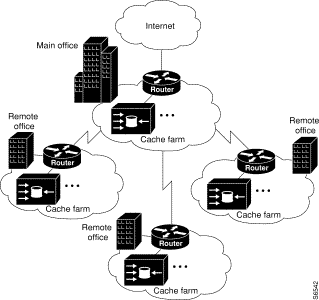 Internet
Main office
Router
...
Cache farm
Remote
office
Router
...
Cache farm
Remote
office
Router
...
Cache farm
Remote
office
Router
...
Cache farm
S6542